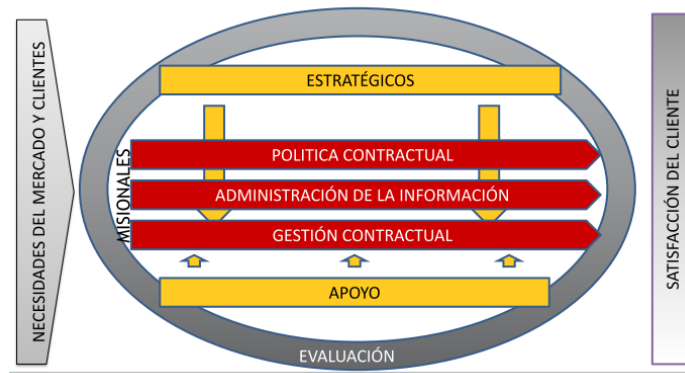 NECESIDADES DEL MERCADO Y CLIENTES
ESTRATÉGICOS
MISIONALES
POLITICA CONTRACTUAL
ADMINISTRACIÓN DE LA INFORMACIÓN
GESTIÓN CONTRACTUAL
APOYO
EVALUACIÓN
SATISFACCIÓN DEL CLIENTE